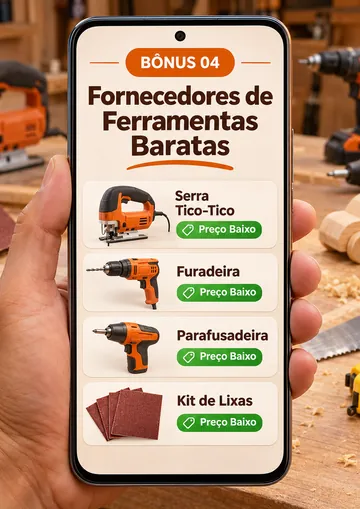 BÔNUS 04
Fornecedores de
Ferramentas
Baratas
Serra
Tico-Tico
Preço Baixo
Furadeira
Preço Baixo
Parafusadeira
Preço Baixo
Kit de Lixas
Preço Baixo